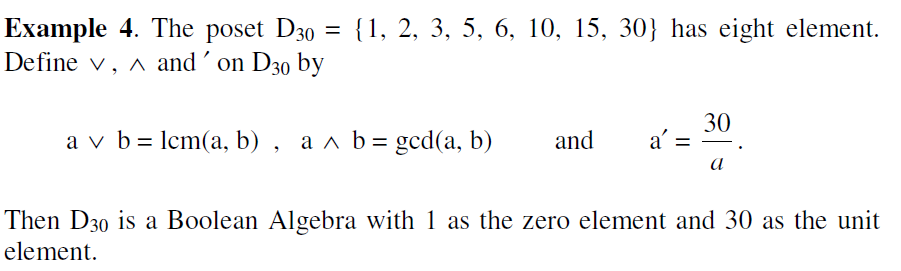 Example 4. The poset D30 = {1, 2, 3, 5, 6, 10, 15, 30} has eight element.
Define ∨, ∧ and ′ on D30 by
a ∨ b = lcm(a, b) , a ∧ b = gcd(a, b) and a′ = 30/a .
Then D30 is a Boolean Algebra with 1 as the zero element and 30 as the unit
element.